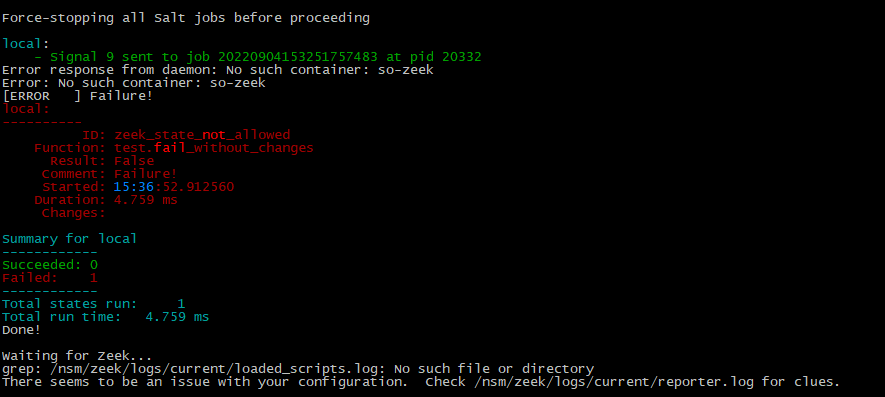 Force-stopping all Salt jobs before proceeding
local:
- Signal 9 sent to job 20220904153251757483 at pid 20332
Error response from daemon: No such container: so-zeek
Error: No such container: so-zeek
[ERROR   ] Failure!
local:
----------
ID: zeek_state_not_allowed
Function: test.fail_without_changes
Result: False
Comment: Failure!
Started: 15:36:52.912560
Duration: 4.759 ms
Changes:
Summary for local
------------
Succeeded: 0
Failed:    1
------------
Total states run:     1
Total run time:   4.759 ms
Done!
Waiting for Zeek...
grep: /nsm/zeek/logs/current/loaded_scripts.log: No such file or directory
There seems to be an issue with your configuration.  Check /nsm/zeek/logs/current/reporter.log for clues.